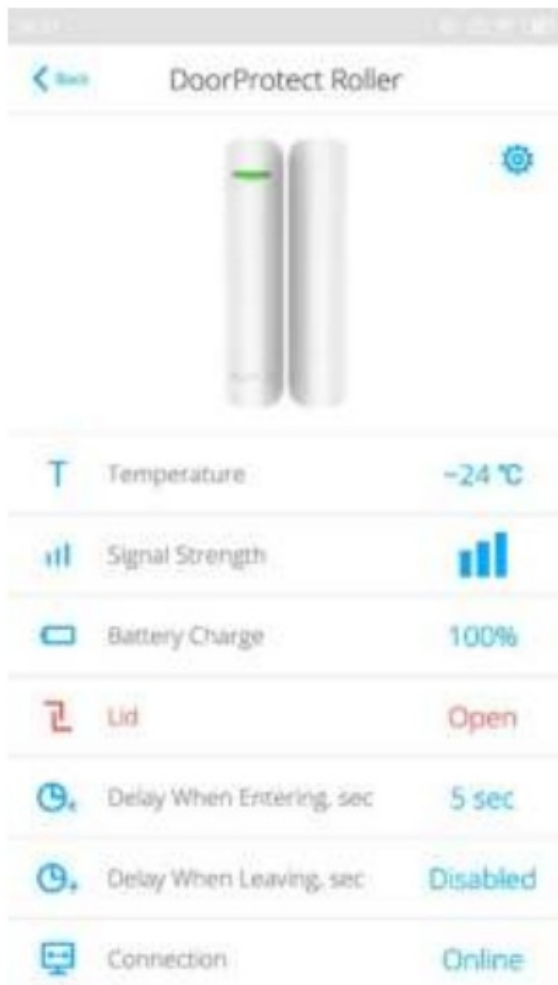 Back
DoorProtect Roller
Temperature ~24 ℃
Signal Strength
Battery Charge 100%
Lid Open
Delay When Entering, sec 5 sec
Delay When Leaving, sec Disabled
Connection Online